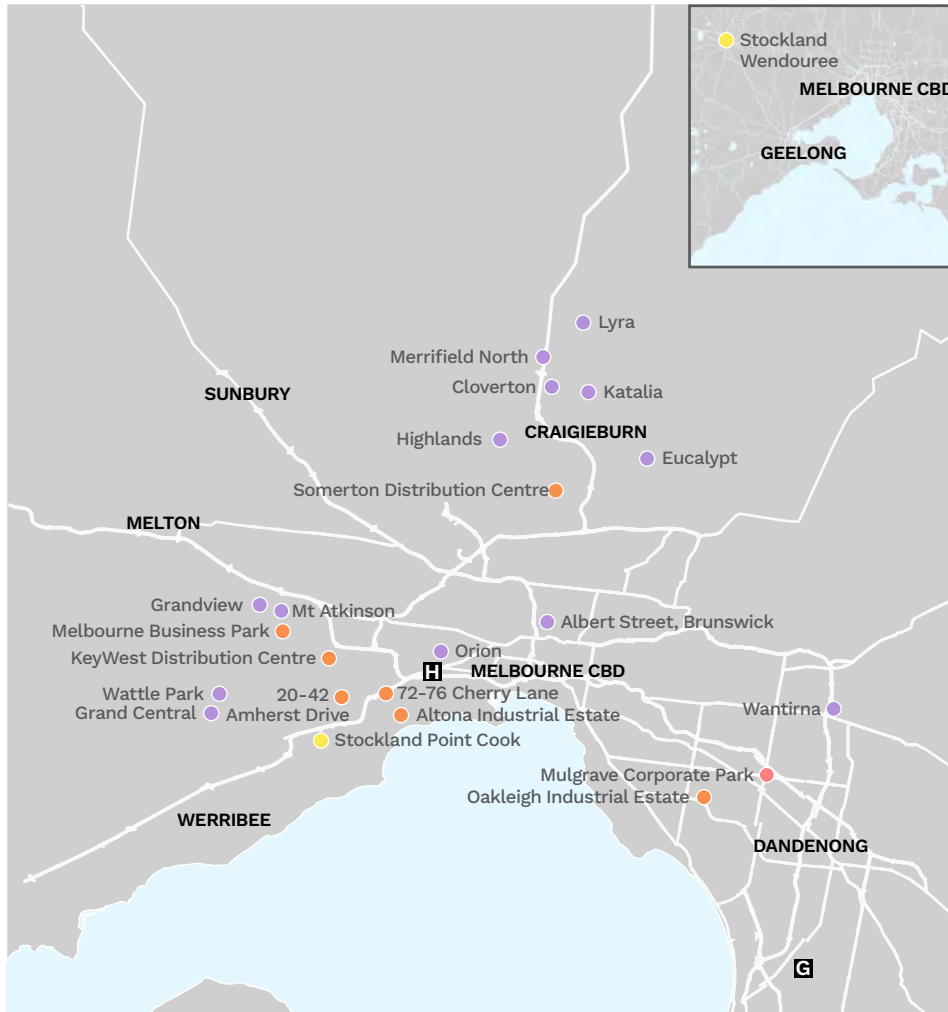 Stockland
Wendouree
MELBOURNE CBD
GEELONG
Lyra
Merrifield North
Cloverton
Katalia
SUNBURY
Highlands
CRAIGIEBURN
Eucalypt
Somerton Distribution Centre
MELTON
Grandview
Mt Atkinson
Albert Street, Brunswick
Melbourne Business Park
Orion
KeyWest Distribution Centre
H
MELBOURNE CBD
Wattle Park
20-42
Amherst Drive
72-76 Cherry Lane
Grand Central
Altona Industrial Estate
Wantirna
Stockland Point Cook
Mulgrave Corporate Park
Oakleigh Industrial Estate
WERRIBEE
DANDENONG
G